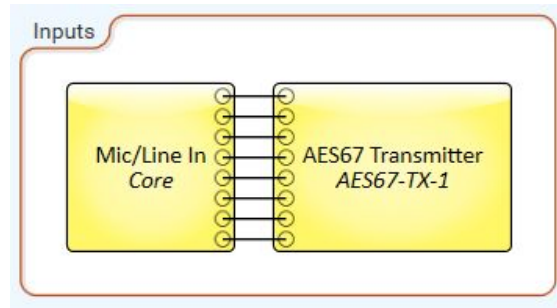 Inputs
Mic/Line In
Core
AES67 Transmitter
AES67-TX-1